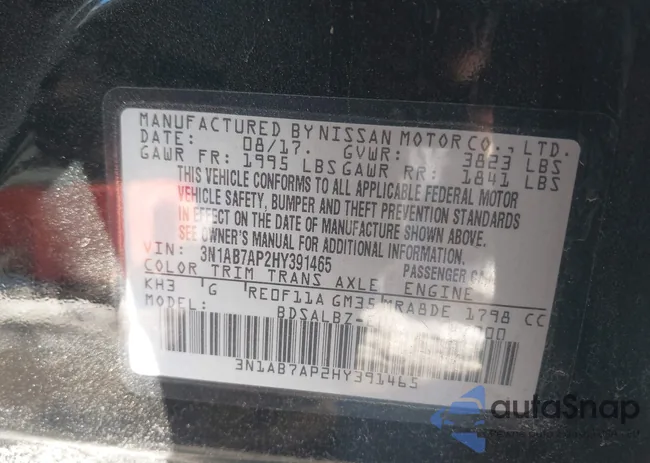 MANUFACTURED BY NISSAN MOTOR CO., LTD.
DATE: 08/17. GVWR: 3823 LBS
GAWR FR: 1995 LBS GAWR RR: 1841 LBS
THIS VEHICLE CONFORMS TO ALL APPLICABLE FEDERAL MOTOR
VEHICLE SAFETY, BUMPER AND THEFT PREVENTION STANDARDS
IN EFFECT ON THE DATE OF MANUFACTURE SHOWN ABOVE.
SEE OWNER'S MANUAL FOR ADDITIONAL INFORMATION.
VIN: 3N1AB7AP2HY391465 PASSENGER CAR
COLOR TRIM TRANS AXLE ENGINE
KH3 G RE0F11A GM35 MRA8DE 1798 CC
MODEL: BDSALBZ-
3N1AB7AP2HY391465
autoSnap